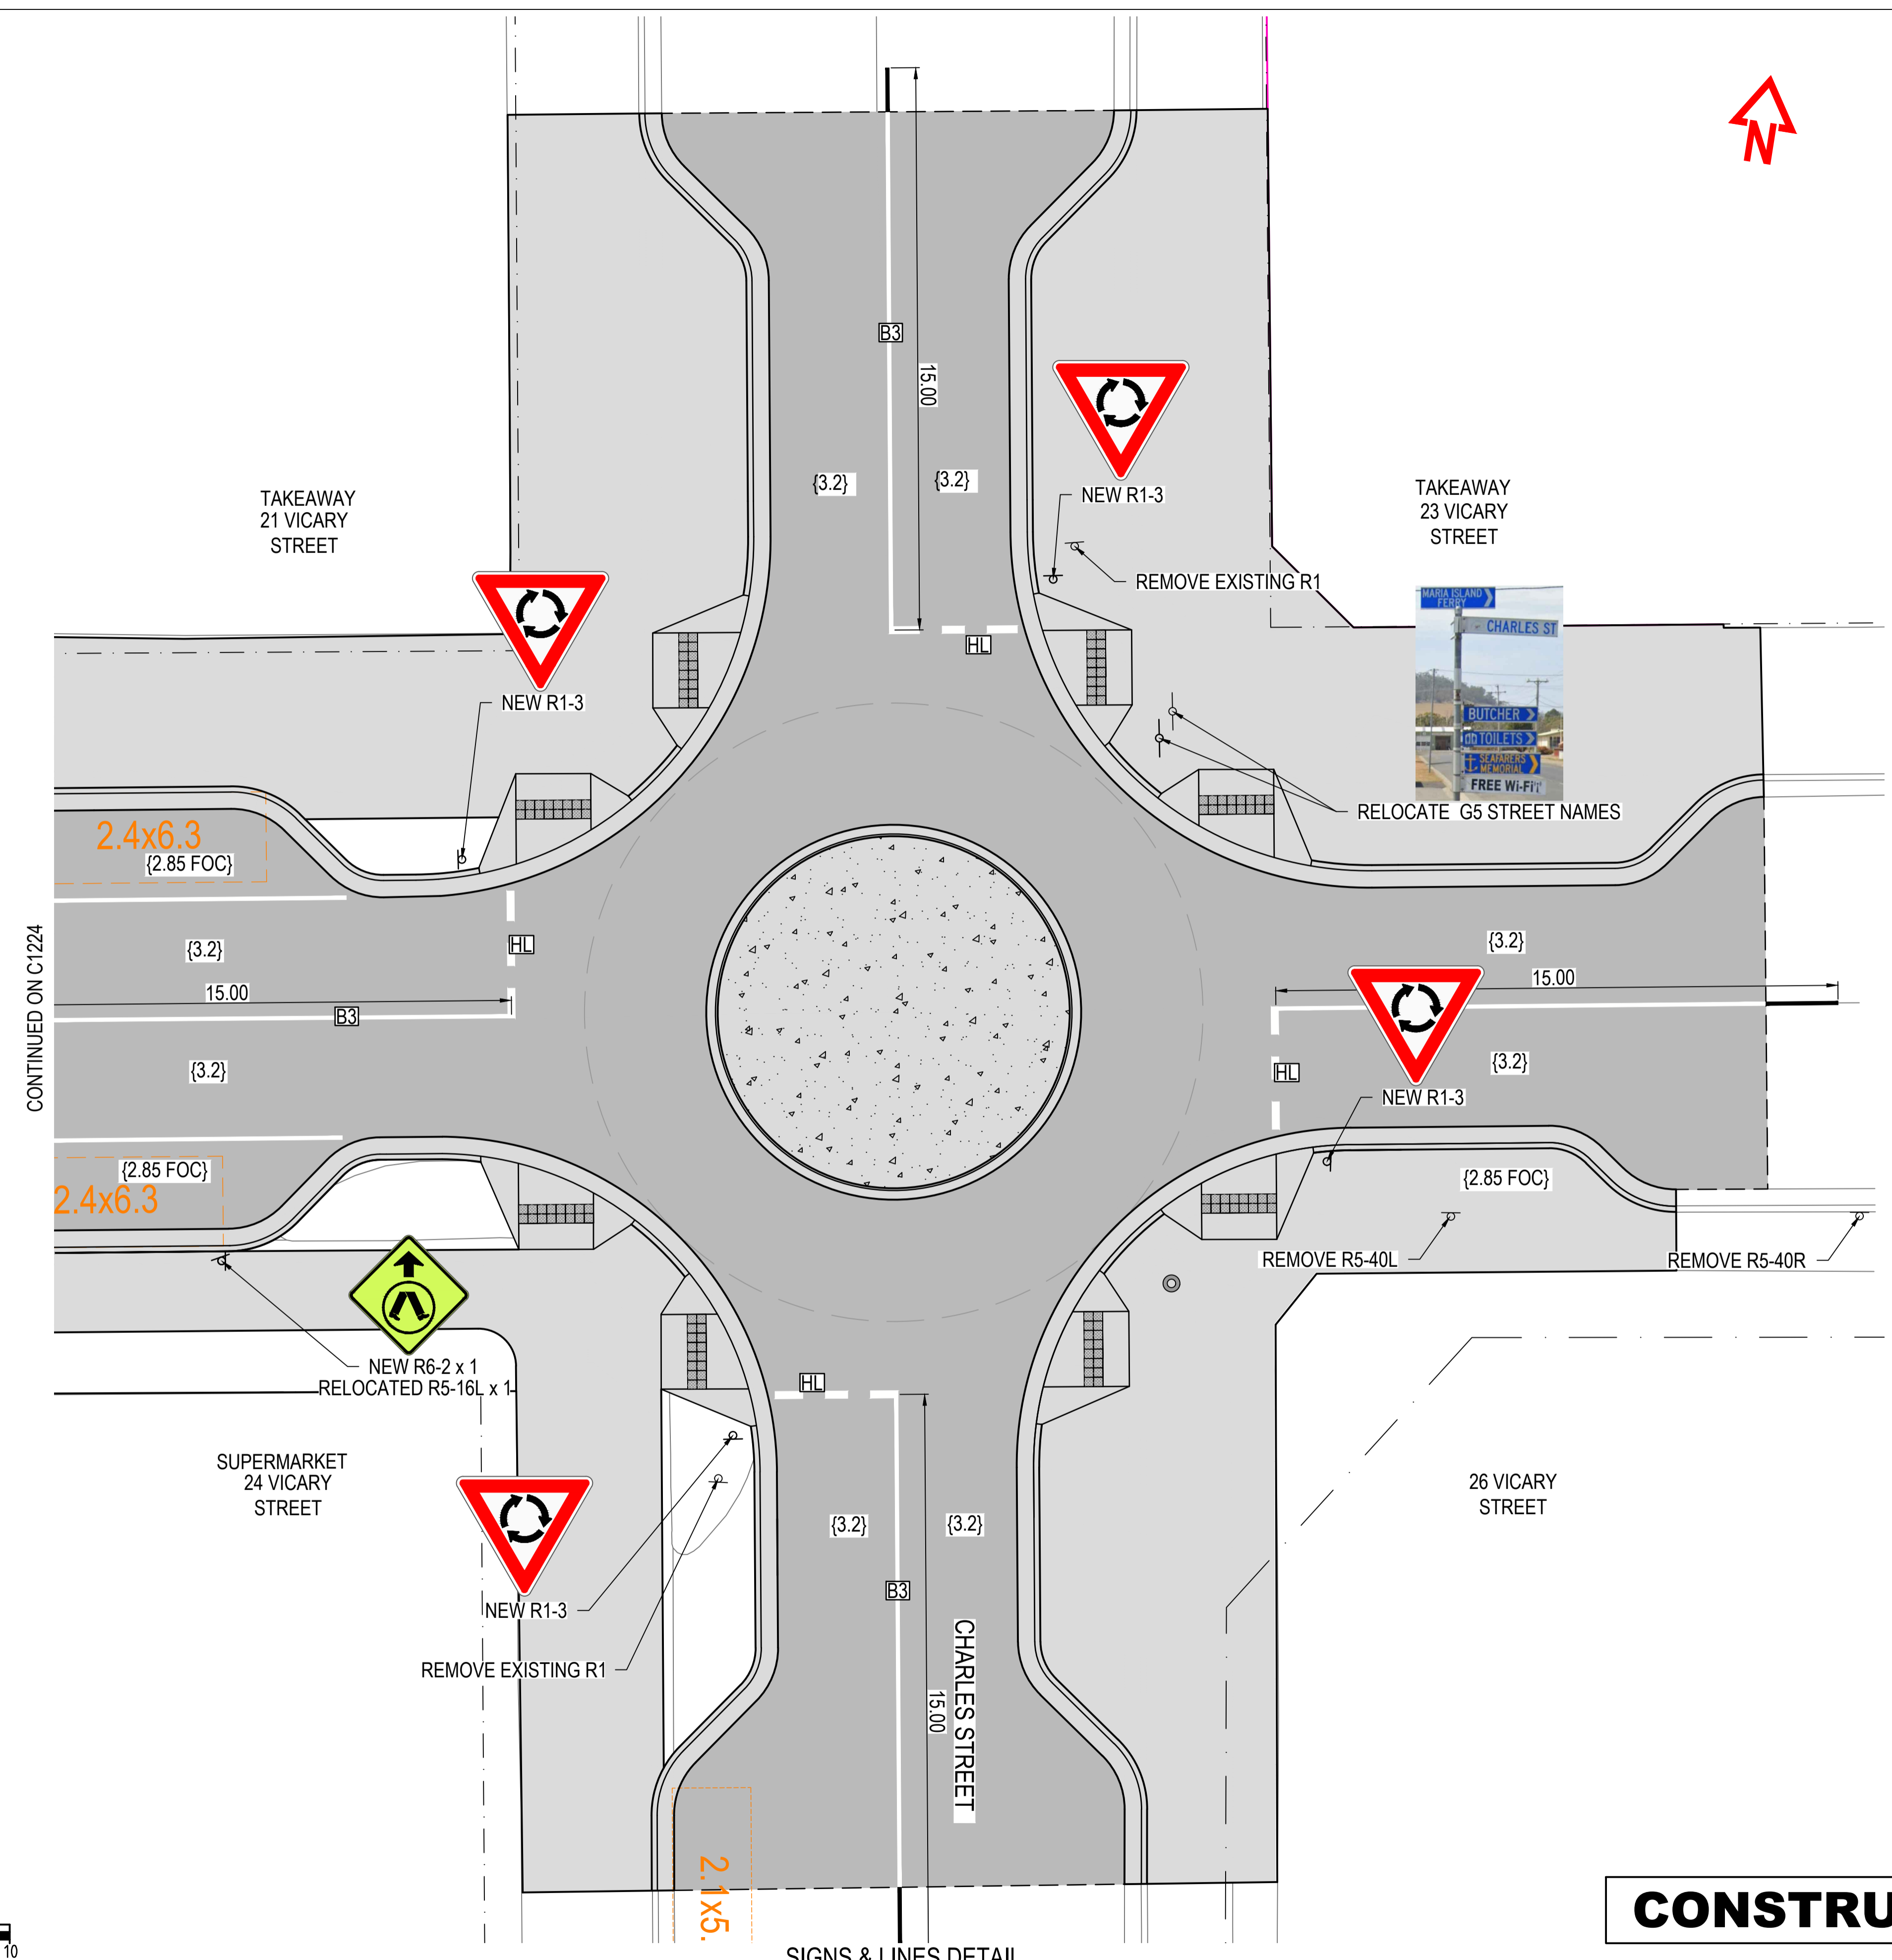 N
B3
15.00
{3.2}
{3.2}
NEW R1-3
REMOVE EXISTING R1
HL
TAKEAWAY
21 VICARY
STREET
NEW R1-3
TAKEAWAY
23 VICARY
STREET
MARIA ISLAND
FERRY
CHARLES ST
BUTCHER
TOILETS
SEAFARERS
MEMORIAL
FREE Wi-Fi
RELOCATE G5 STREET NAMES
2.4x6.3
{2.85 FOC}
HL
{3.2}
15.00
B3
{3.2}
CONTINUED ON C1224
{2.85 FOC}
2.4x6.3
{3.2}
15.00
{3.2}
HL
NEW R1-3
{2.85 FOC}
REMOVE R5-40L
REMOVE R5-40R
NEW R6-2 x 1
RELOCATED R5-16L x 1
HL
SUPERMARKET
24 VICARY
STREET
26 VICARY
STREET
NEW R1-3
REMOVE EXISTING R1
{3.2}
{3.2}
B3
15.00
CHARLES STREET
2.1x5.
CONSTRU
10
SIGNS & LINES DETAIL